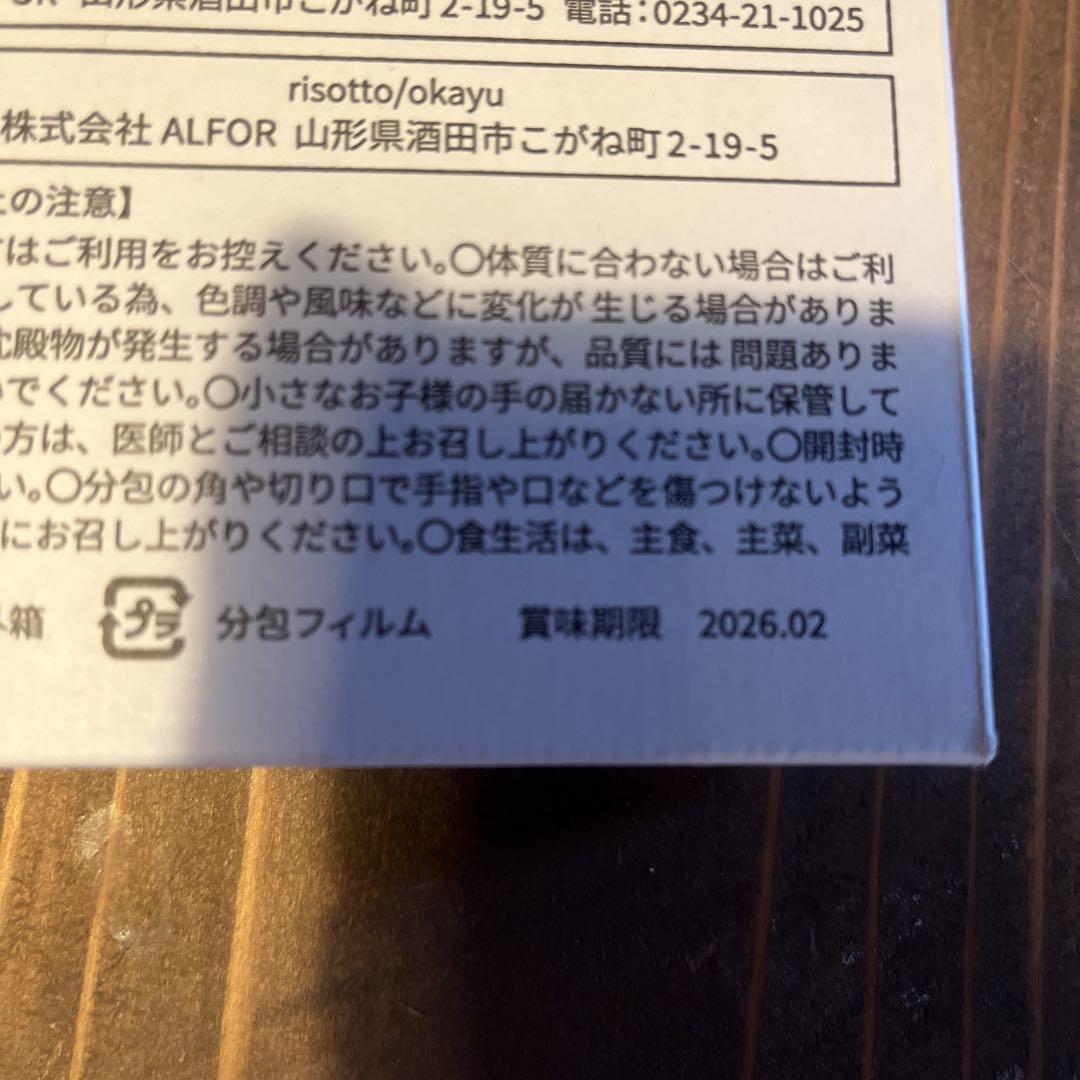 山形県酒田市こがね町2-19-5 電話:0234-21-1025
risotto/okayu
株式会社 ALFOR 山形県酒田市こがね町2-19-5
の注意】
はご利用をお控えください。〇体質に合わない場合はご利
している為、色調や風味などに変化が生じる場合がありま
沈殿物が発生する場合がありますが、品質には問題ありま
でください。〇小さなお子様の手の届かない所に保管して
方は、医師とご相談の上お召し上がりください。〇開封時
い。〇分包の角や切り口で手指や口などを傷つけないよう
にお召し上がりください。〇食生活は、主食、主菜、副菜
箱 プラ 分包フィルム 賞味期限 2026.02